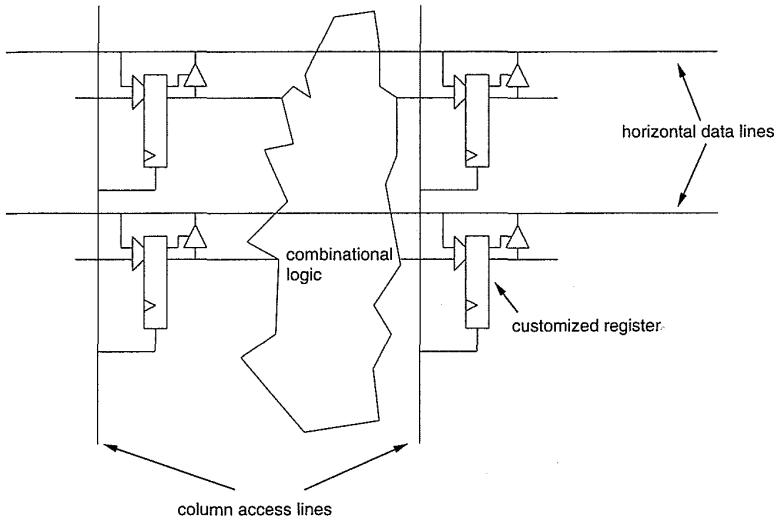 horizontal data lines
combinational
logic
customized register
column access lines